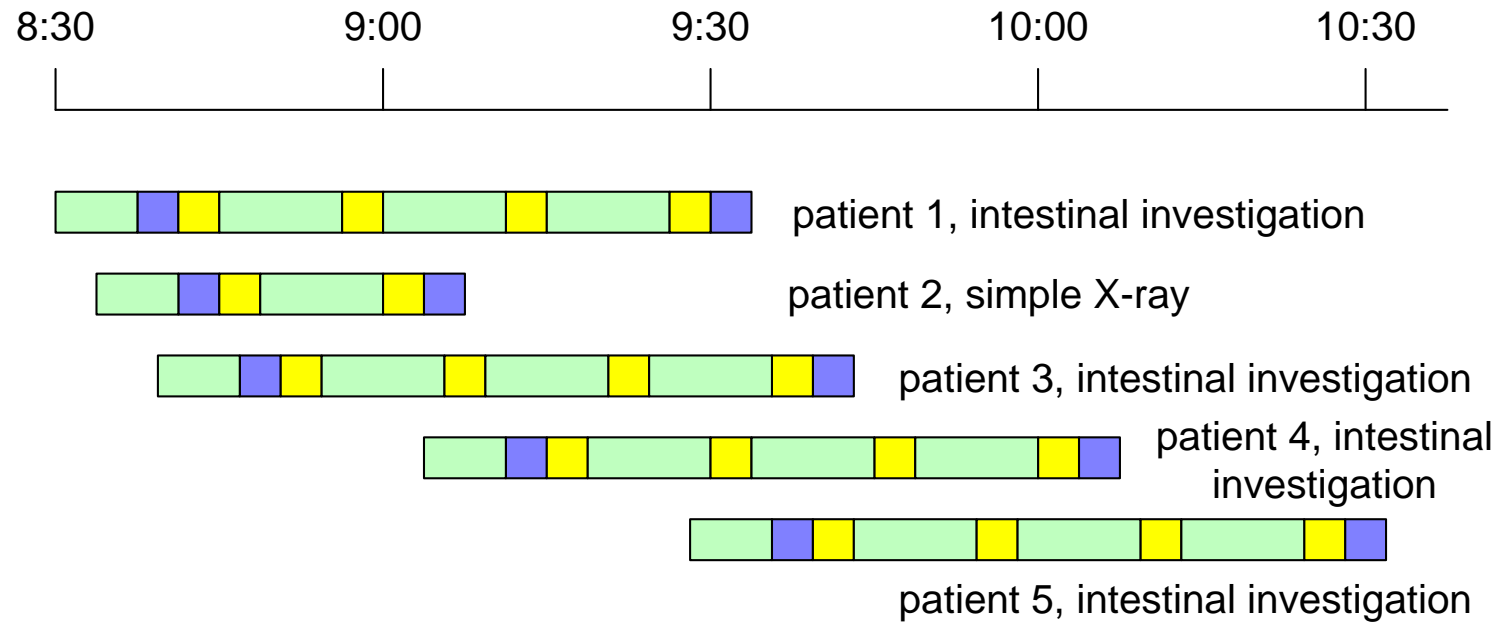 8:30 9:00 9:30 10:00 10:30
patient 1, intestinal investigation
patient 2, simple X-ray
patient 3, intestinal investigation
patient 4, intestinal
investigation
patient 5, intestinal investigation